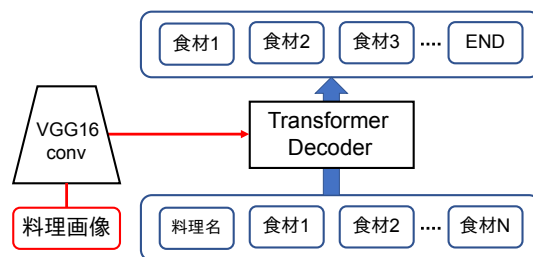 食材1 食材2 食材3 .... END
VGG16
conv
Transformer
Decoder
料理画像
料理名 食材1 食材2 .... 食材N